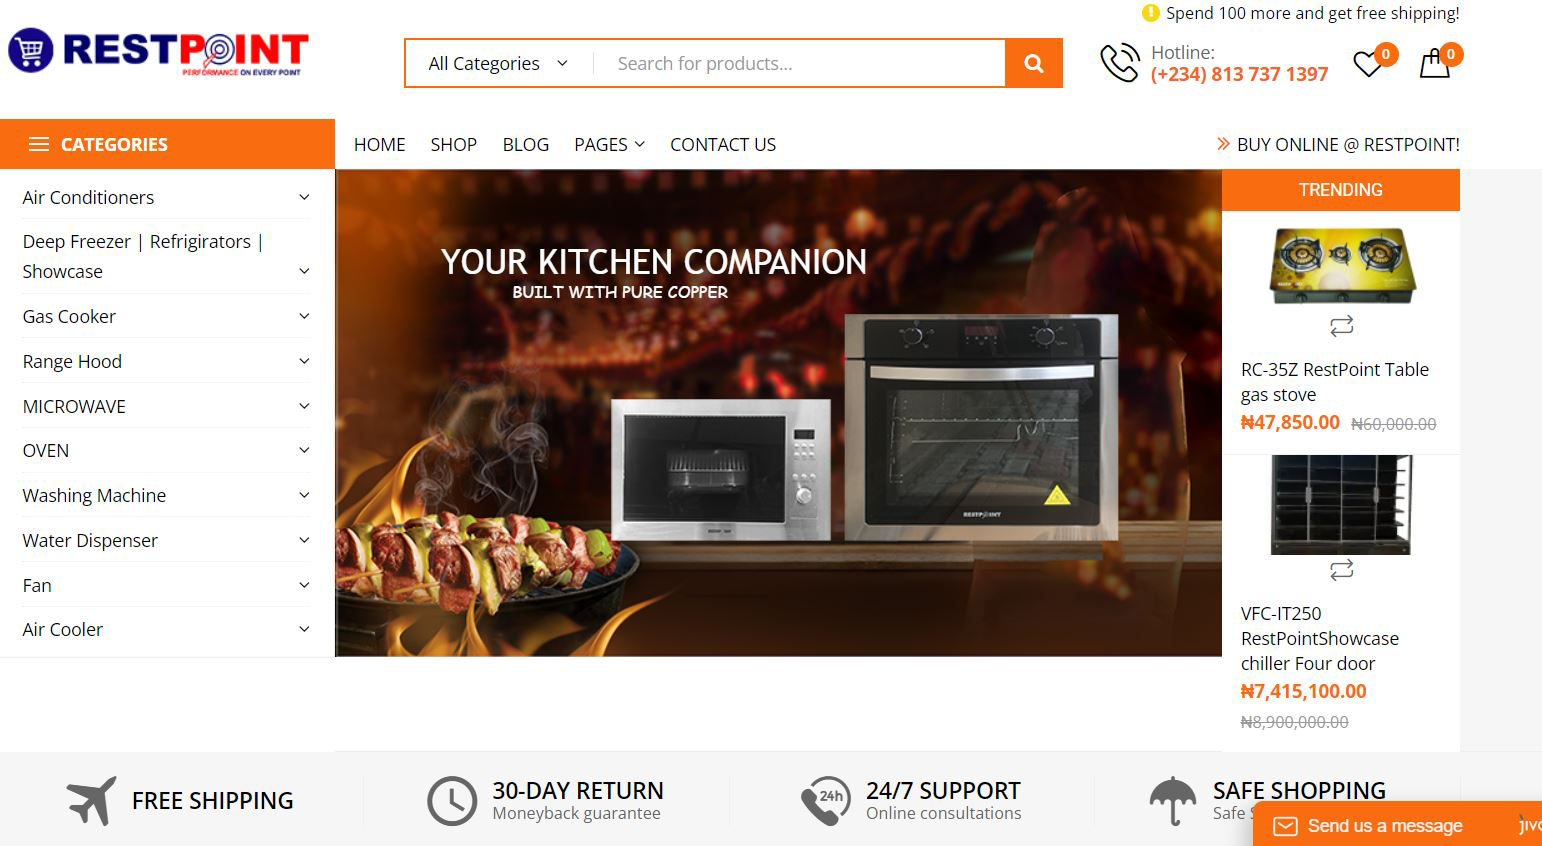 Spend 100 more and get free shipping!
RESTPOINT
PERFORMANCE ON EVERY POINT
All Categories
Search for products...
Hotline:
(+234) 813 737 1397
0
0
CATEGORIES
HOME
SHOP
BLOG
PAGES
CONTACT US
BUY ONLINE @ RESTPOINT!
Air Conditioners
Deep Freezer | Refrigirators |
Showcase
Gas Cooker
Range Hood
MICROWAVE
OVEN
Washing Machine
Water Dispenser
Fan
Air Cooler
YOUR KITCHEN COMPANION
BUILT WITH PURE COPPER
RESTPOINT
TRENDING
RC-35Z RestPoint Table
gas stove
₦47,850.00 ₦60,000.00
VFC-IT250
RestPointShowcase
chiller Four door
₦7,415,100.00
₦8,900,000.00
FREE SHIPPING
30-DAY RETURN
Moneyback guarantee
24h
24/7 SUPPORT
Online consultations
SAFE SHOPPING
Safe
Send us a message